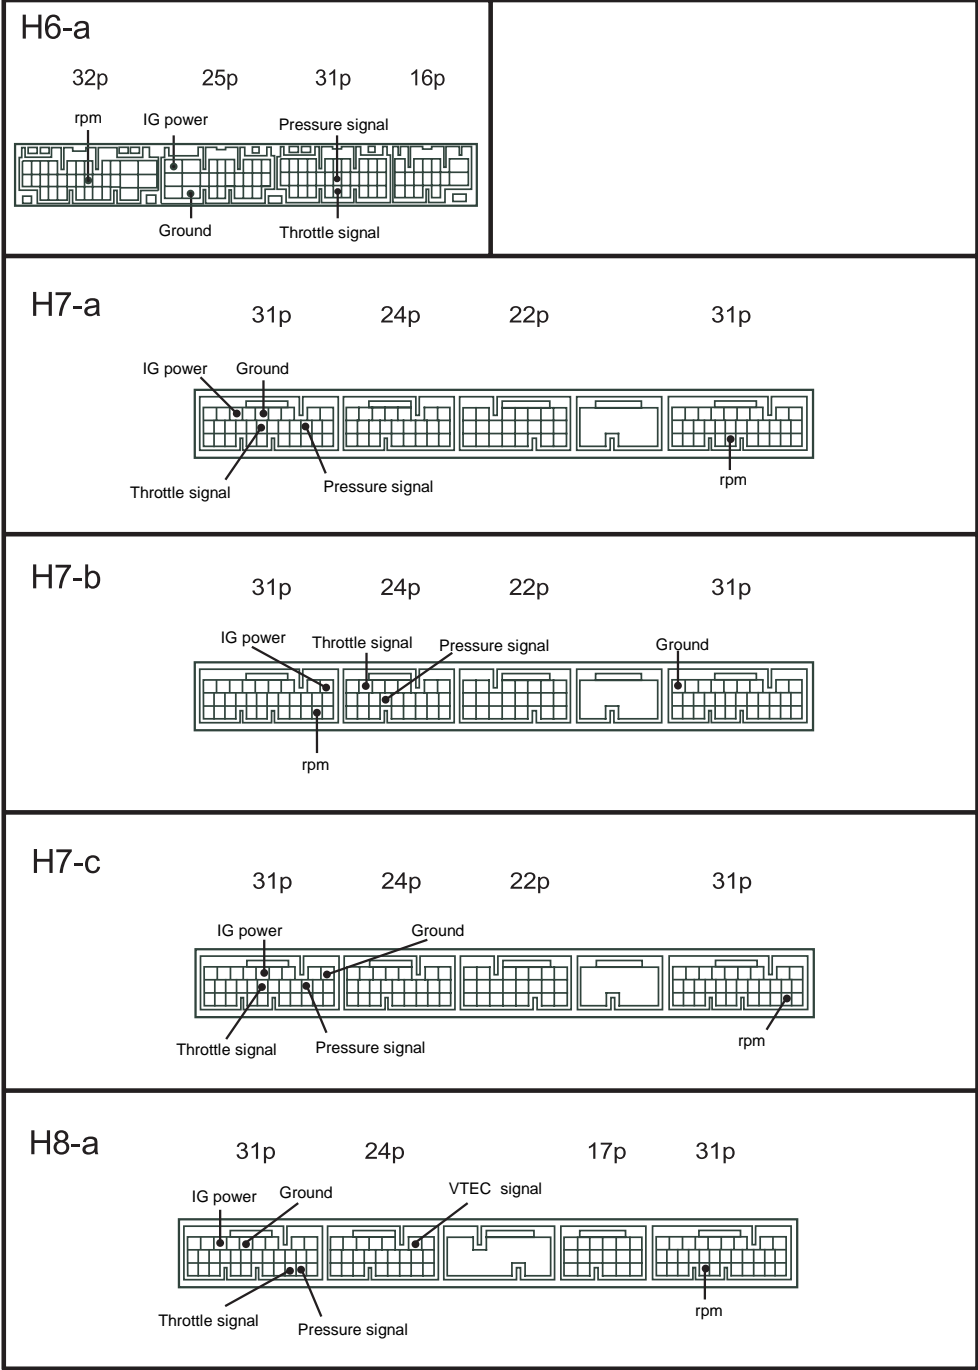 H6-a
32p 25p 31p 16p
rpm IG power Pressure signal
Ground Throttle signal
H7-a
31p 24p 22p 31p
IG power Ground
Throttle signal Pressure signal rpm
H7-b
31p 24p 22p 31p
IG power Throttle signal Pressure signal Ground
rpm
H7-c
31p 24p 22p 31p
IG power Ground
Throttle signal Pressure signal rpm
H8-a
31p 24p 17p 31p
IG power Ground VTEC signal
Throttle signal Pressure signal rpm